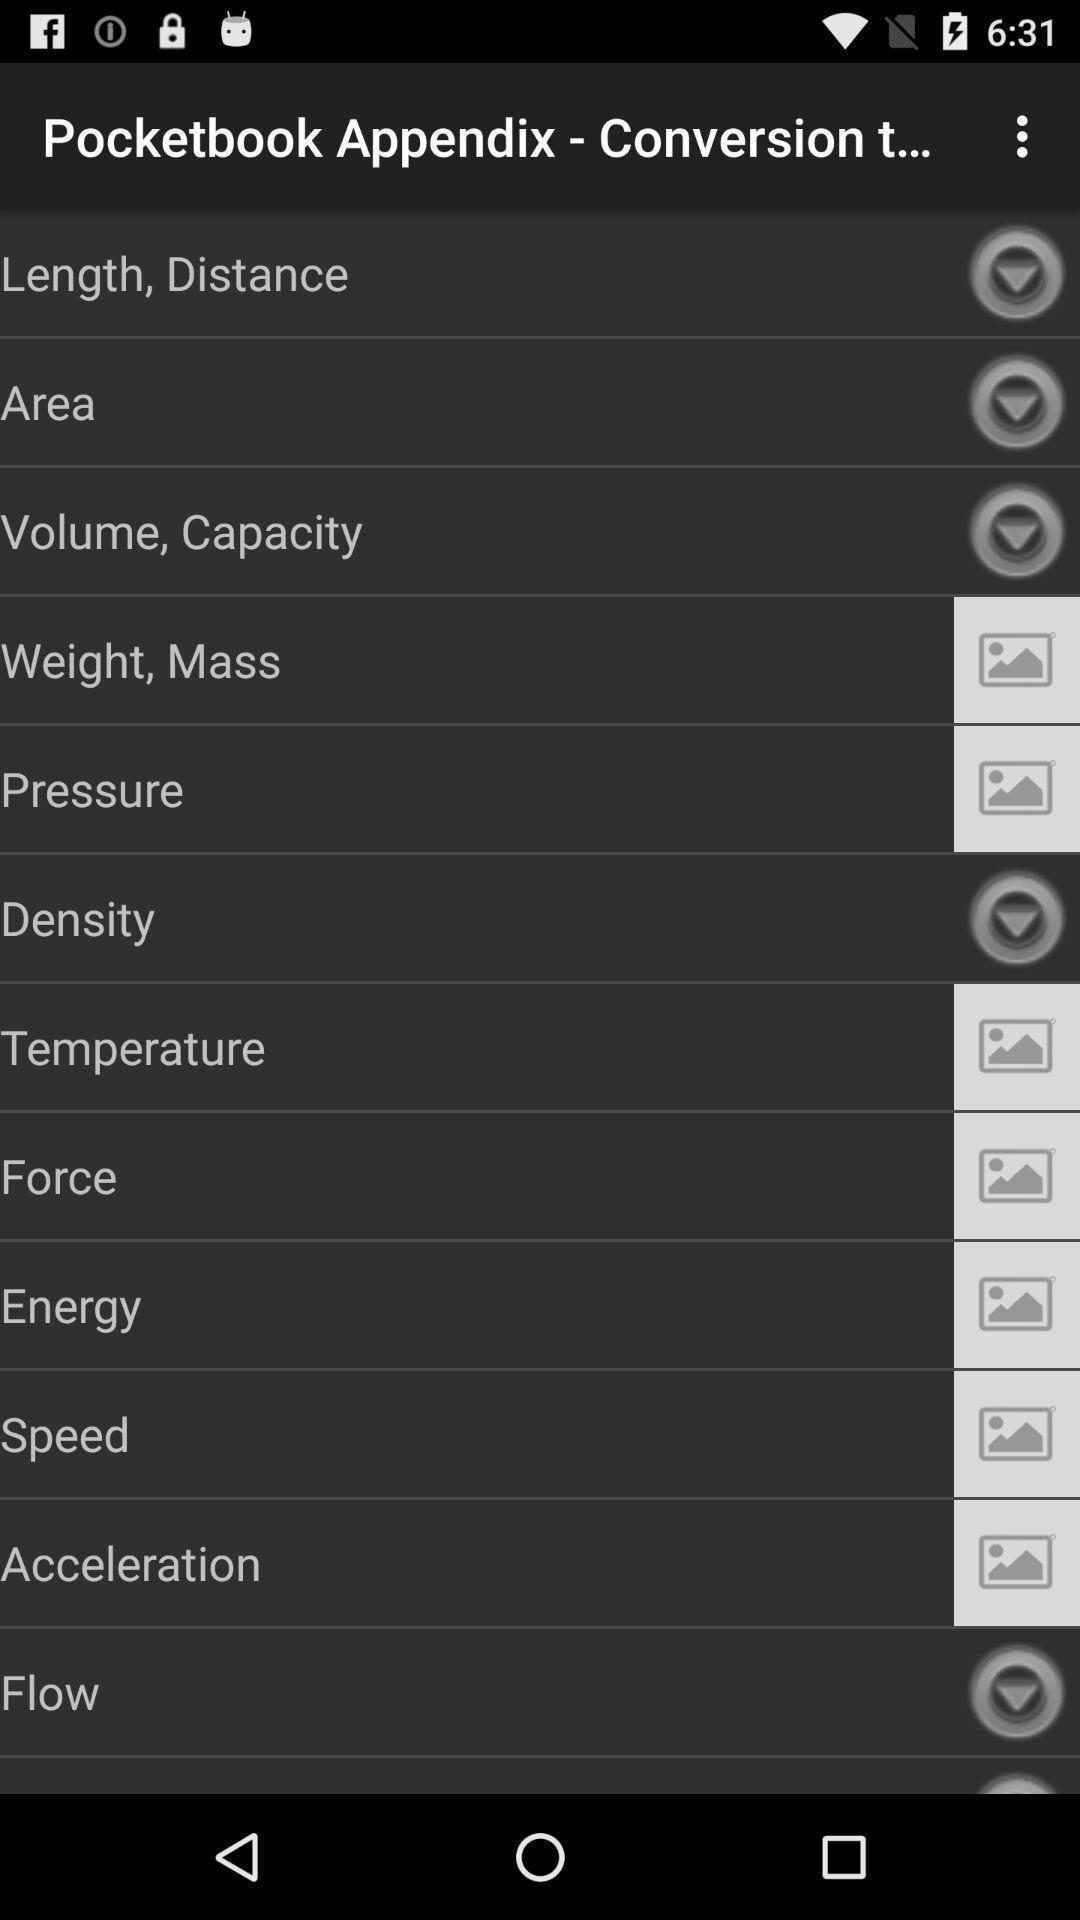 6:31
Pocketbook Appendix - Conversion t...
Length, Distance
Area
Volume, Capacity
Weight, Mass
Pressure
Density
Temperature
Force
Energy
Speed
Acceleration
Flow